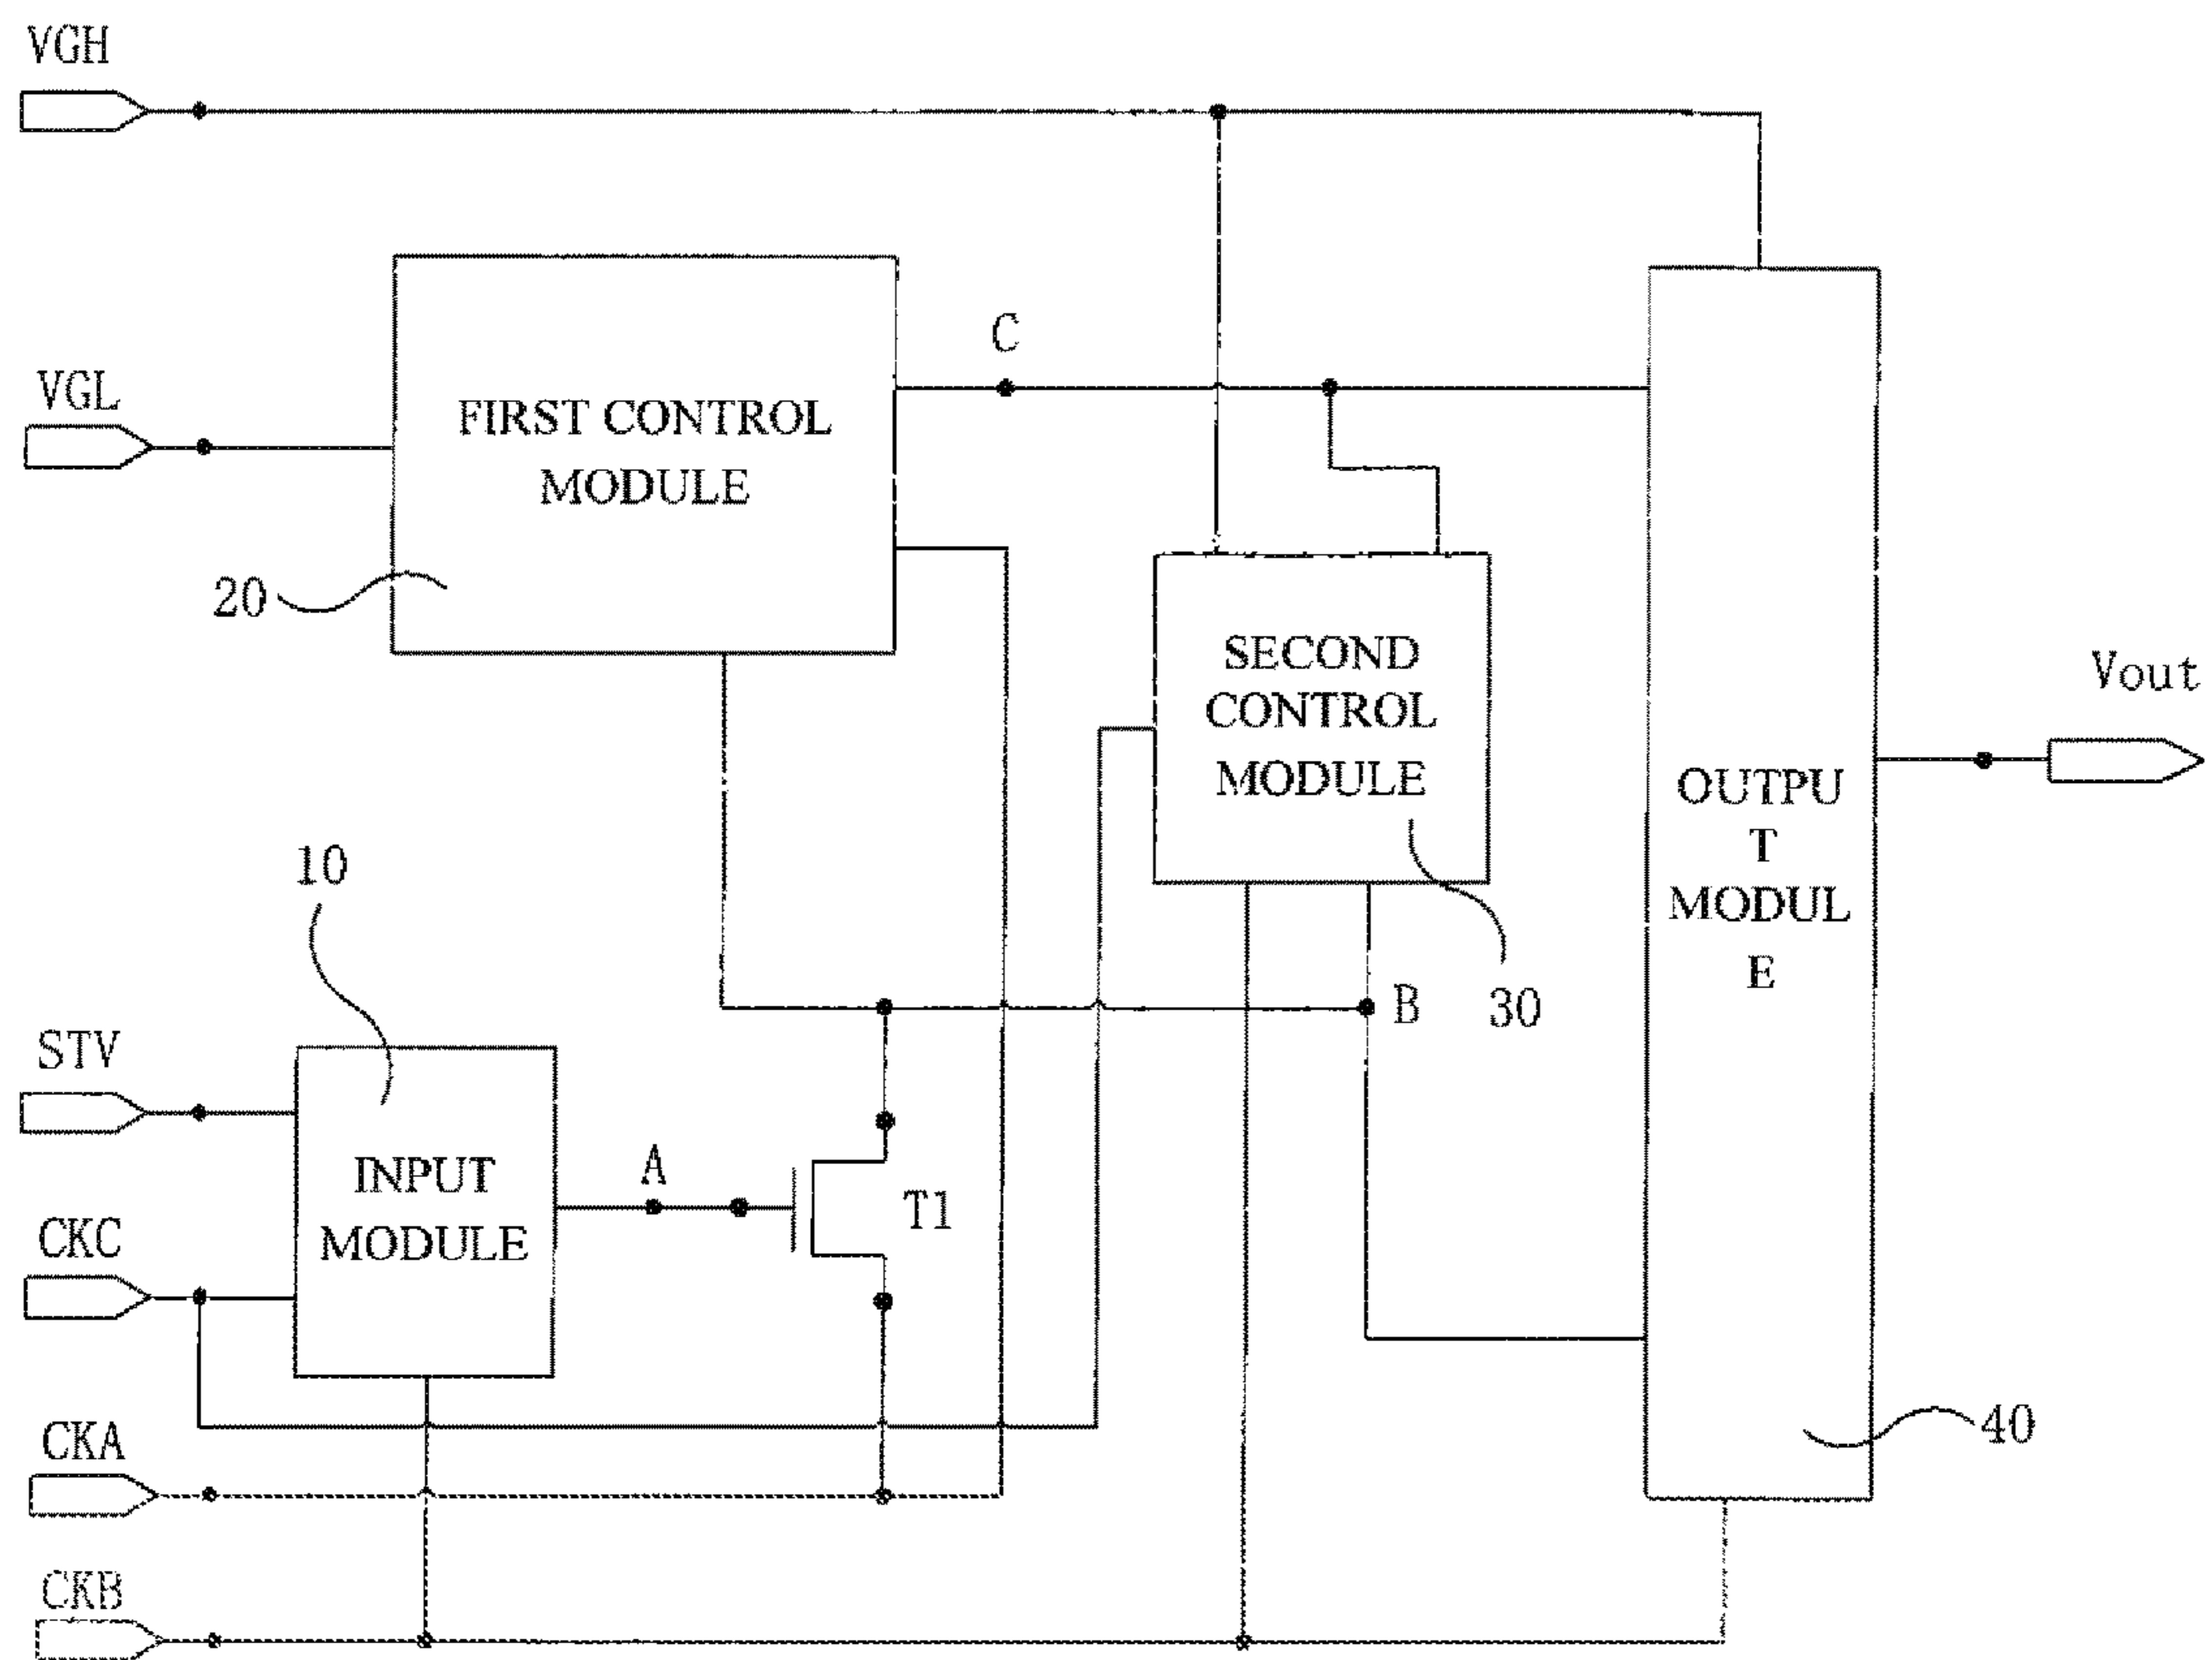 VGH
C
VGL
FIRST CONTROL
MODULE
20
SECOND
CONTROL
MODULE
Vout
OUTPU
T
MODUL
E
10
B
30
STV
A
INPUT
MODULE
T1
CKC
CKA
40
CKB